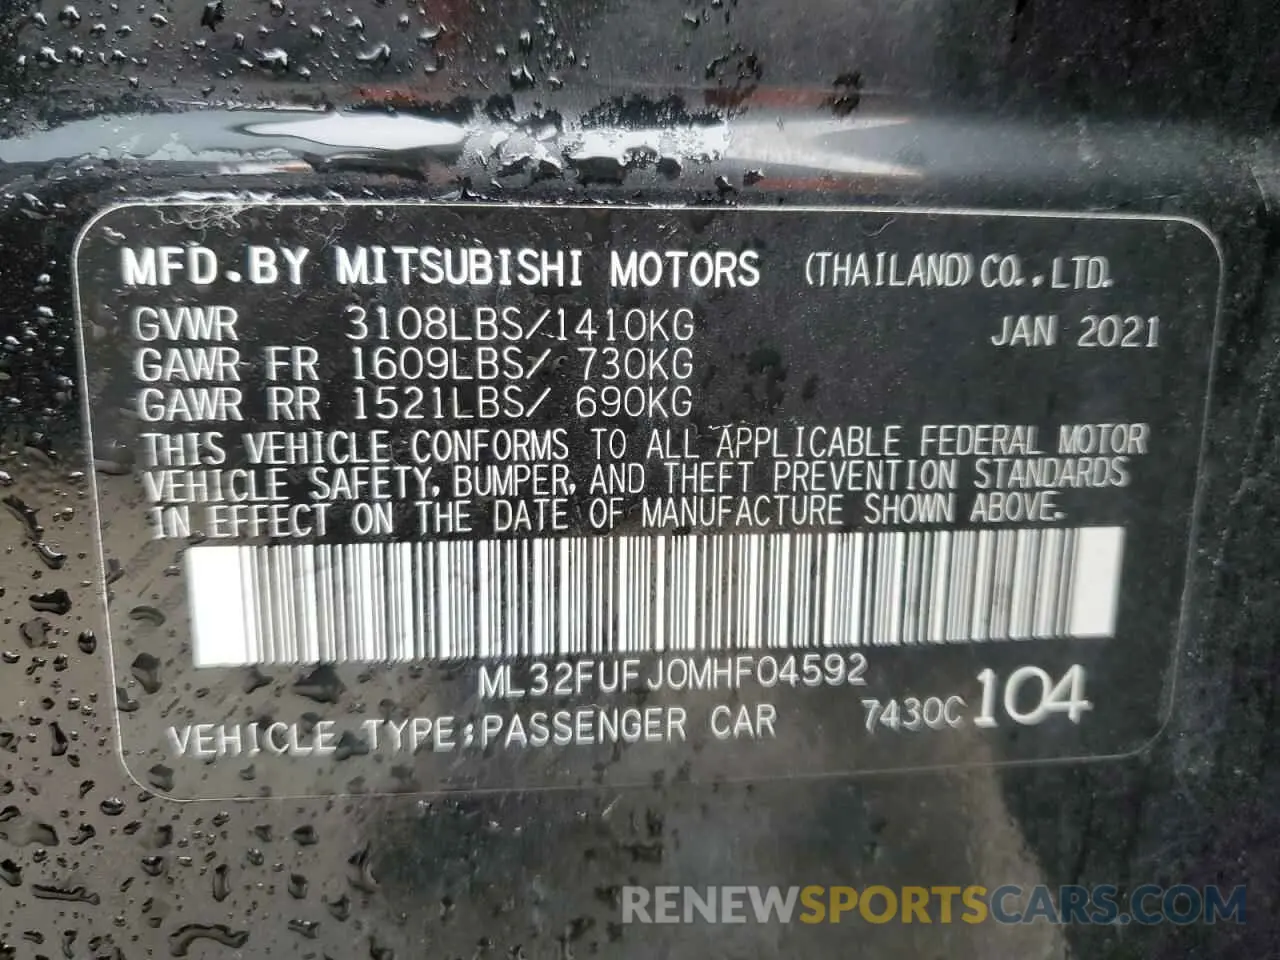 MFD.BY MITSUBISHI MOTORS (THAILAND) CO.,LTD.
GVWR 3108LBS/1410KG JAN 2021
GAWR FR 1609LBS/ 730KG
GAWR RR 1521LBS/ 690KG
THIS VEHICLE CONFORMS TO ALL APPLICABLE FEDERAL MOTOR
VEHICLE SAFETY, BUMPER, AND THEFT PREVENTION STANDARDS
IN EFFECT ON THE DATE OF MANUFACTURE SHOWN ABOVE.
ML32FUFJ0MHF04592
7430C 104
VEHICLE TYPE:PASSENGER CAR
RENEWSPORTSCARS.COM